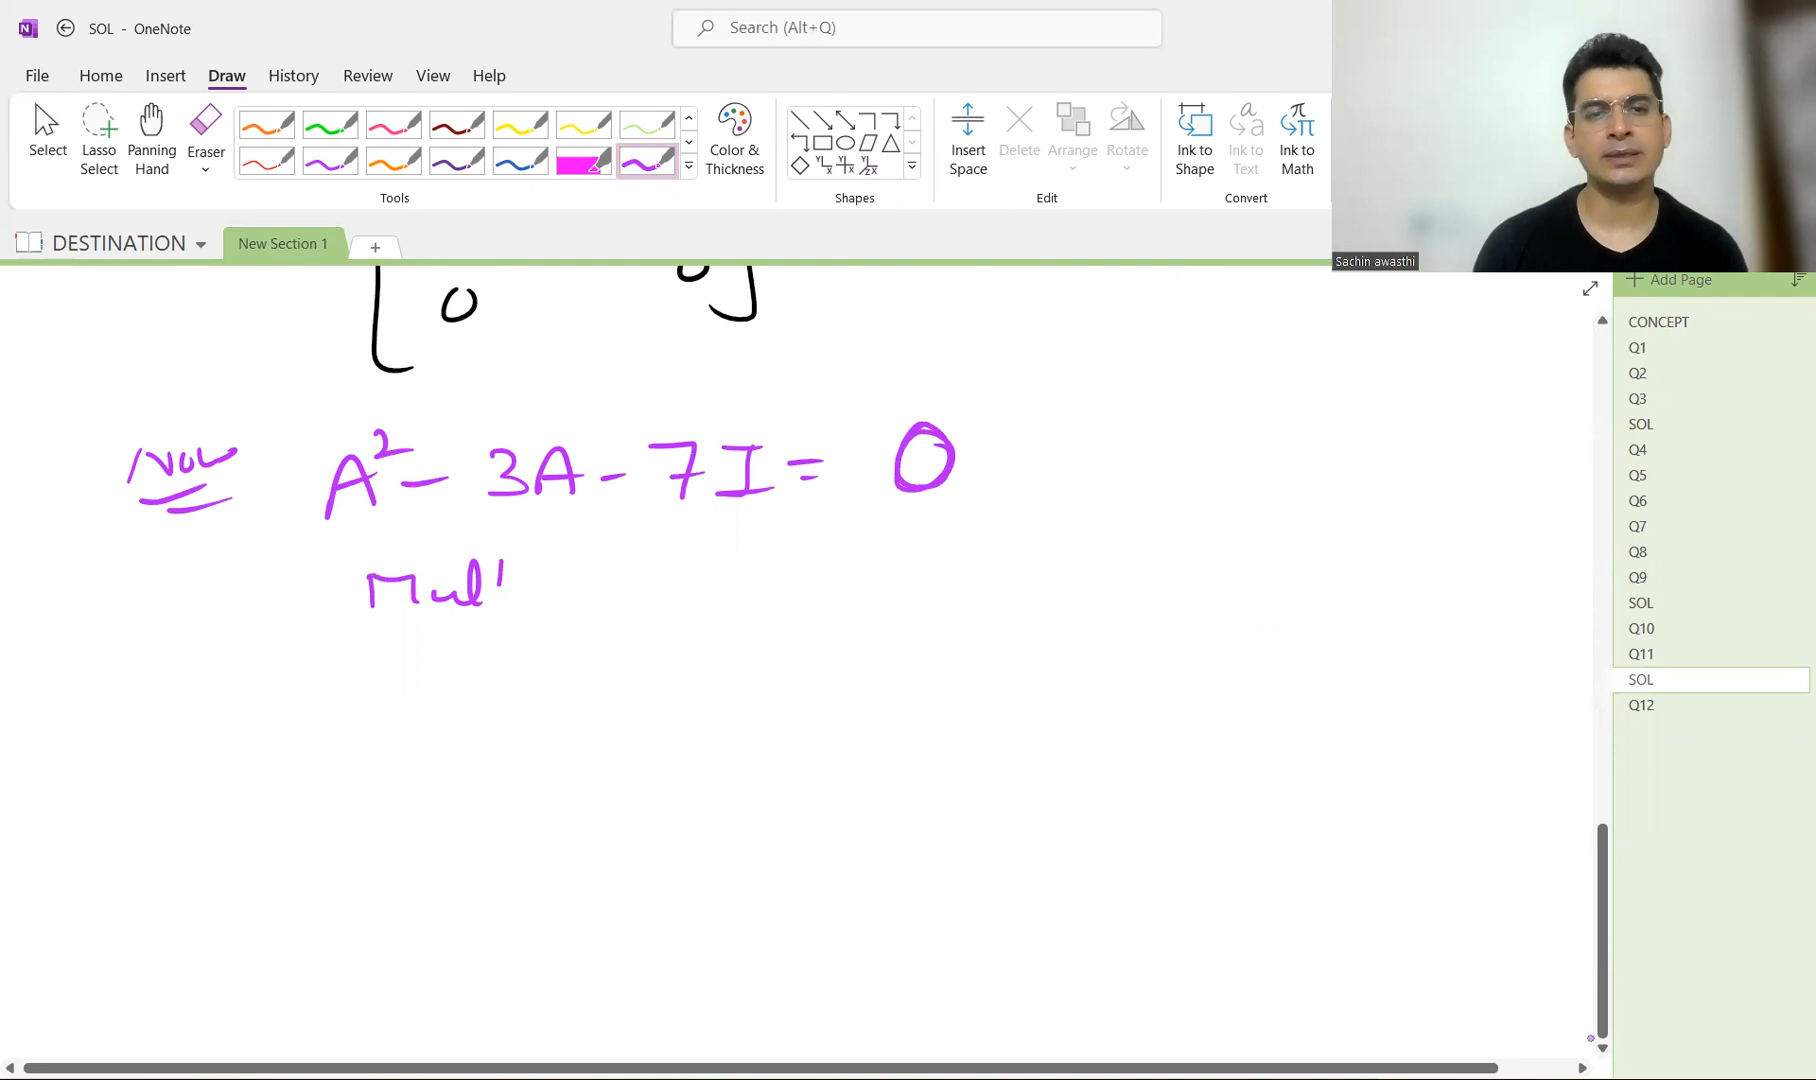 SOL - OneNote
Search (Alt+Q)
File Home Insert Draw History Review View Help
Select
Lasso Select
Panning Hand
Eraser
Color & Thickness
Insert Space
Delete
Arrange
Rotate
Ink to Shape
Ink to Text
Ink to Math
Tools
Shapes
Edit
Convert
DESTINATION
New Section 1
+
Sachin awasthi
Add Page
CONCEPT
Q1
Q2
Q3
SOL
Q4
Q5
Q6
Q7
Q8
Q9
SOL
Q10
Q11
SOL
Q12
0 0
Now A² - 3A - 7I = O
Mul